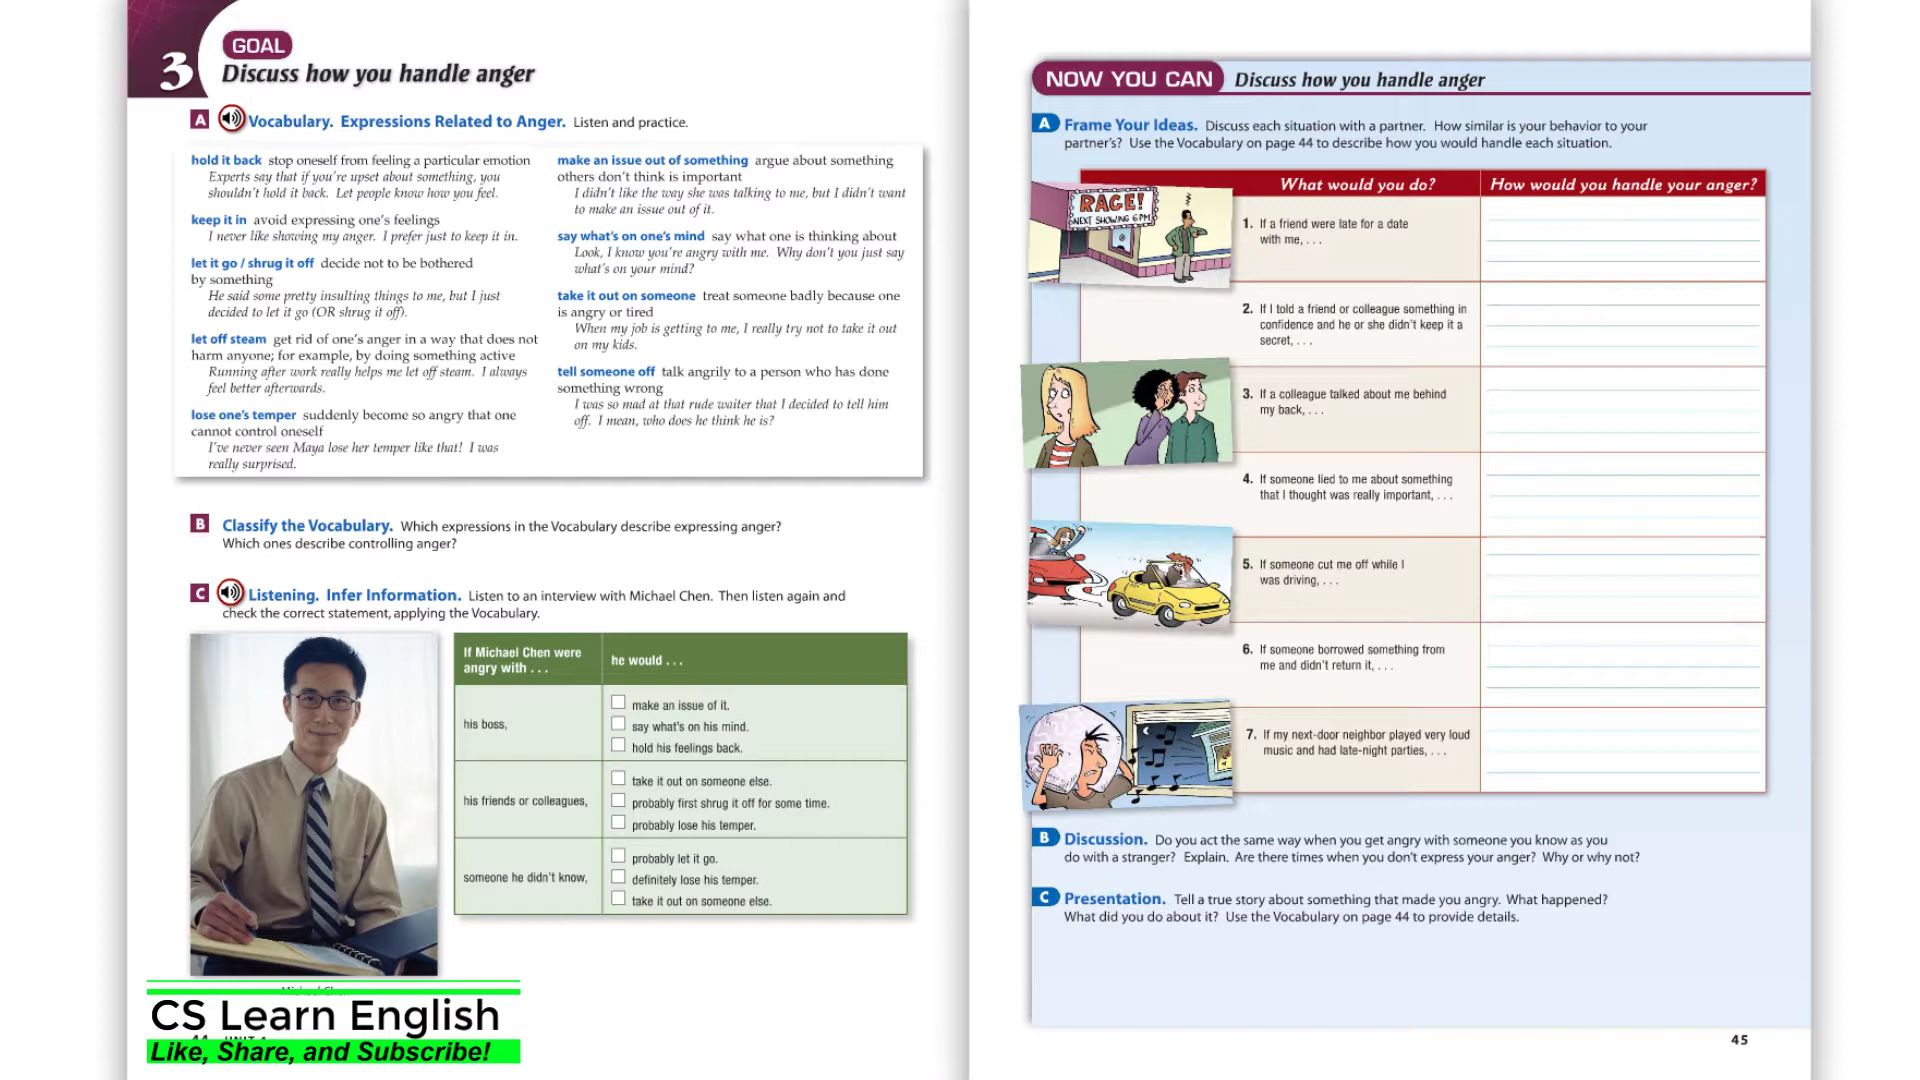 3
GOAL
Discuss how you handle anger
A Vocabulary. Expressions Related to Anger. Listen and practice.
hold it back stop oneself from feeling a particular emotion
Experts say that if you're upset about something, you
shouldn't hold it back. Let people know how you feel.
keep it in avoid expressing one's feelings
I never like showing my anger. I prefer just to keep it in.
let it go / shrug it off decide not to be bothered
by something
He said some pretty insulting things to me, but I just
decided to let it go (OR shrug it off).
let off steam get rid of one's anger in a way that does not
harm anyone; for example, by doing something active
Running after work really helps me let off steam. I always
feel better afterwards.
lose one's temper suddenly become so angry that one
cannot control oneself
I've never seen Maya lose her temper like that! I was
really surprised.
make an issue out of something argue about something
others don't think is important
I didn't like the way she was talking to me, but I didn't want
to make an issue out of it.
say what's on one's mind say what one is thinking about
Look, I know you're angry with me. Why don't you just say
what's on your mind?
take it out on someone treat someone badly because one
is angry or tired
When my job is getting to me, I really try not to take it out
on my kids.
tell someone off talk angrily to a person who has done
something wrong
I was so mad at that rude waiter that I decided to tell him
off. I mean, who does he think he is?
B Classify the Vocabulary. Which expressions in the Vocabulary describe expressing anger?
Which ones describe controlling anger?
C Listening. Infer Information. Listen to an interview with Michael Chen. Then listen again and
check the correct statement, applying the Vocabulary.
If Michael Chen were
angry with . . .
he would . . .
his boss,
make an issue of it.
say what's on his mind.
hold his feelings back.
his friends or colleagues,
take it out on someone else.
probably first shrug it off for some time.
probably lose his temper.
someone he didn't know,
probably let it go.
definitely lose his temper.
take it out on someone else.
CS Learn English
Like, Share, and Subscribe!
NOW YOU CAN Discuss how you handle anger
A Frame Your Ideas. Discuss each situation with a partner. How similar is your behavior to your
partner's? Use the Vocabulary on page 44 to describe how you would handle each situation.
What would you do? How would you handle your anger?
RAGE!
NEXT SHOWING 6 PM
1. If a friend were late for a date
with me, . . .
2. If I told a friend or colleague something in
confidence and he or she didn't keep it a
secret, . . .
3. If a colleague talked about me behind
my back, . . .
4. If someone lied to me about something
that I thought was really important, . . .
5. If someone cut me off while I
was driving, . . .
6. If someone borrowed something from
me and didn't return it, . . .
7. If my next-door neighbor played very loud
music and had late-night parties, . . .
B Discussion. Do you act the same way when you get angry with someone you know as you
do with a stranger? Explain. Are there times when you don't express your anger? Why or why not?
C Presentation. Tell a true story about something that made you angry. What happened?
What did you do about it? Use the Vocabulary on page 44 to provide details.
45